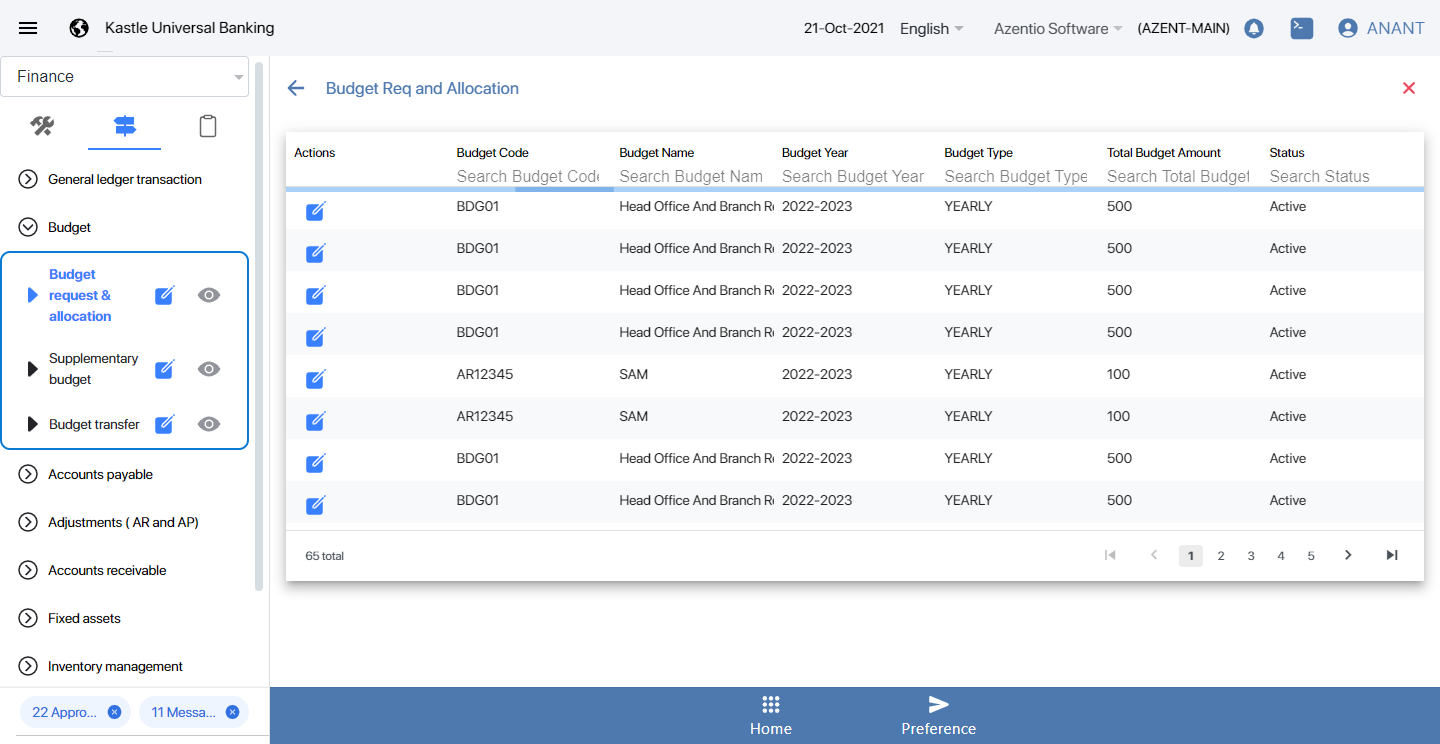 Kastle Universal Banking
21-Oct-2021 English Azentio Software (AZENT-MAIN) ANANT
Finance
General ledger transaction
Budget
Budget
request &
allocation
Supplementary
budget
Budget transfer
Accounts payable
Adjustments ( AR and AP)
Accounts receivable
Fixed assets
Inventory management
22 Appro...
11 Messa...
Budget Req and Allocation
Actions Budget Code Budget Name Budget Year Budget Type Total Budget Amount Status
Search Budget Code Search Budget Nam Search Budget Year Search Budget Type Search Total Budget Search Status
BDG01 Head Office And Branch Re 2022-2023 YEARLY 500 Active
BDG01 Head Office And Branch Re 2022-2023 YEARLY 500 Active
BDG01 Head Office And Branch Re 2022-2023 YEARLY 500 Active
BDG01 Head Office And Branch Re 2022-2023 YEARLY 500 Active
AR12345 SAM 2022-2023 YEARLY 100 Active
AR12345 SAM 2022-2023 YEARLY 100 Active
BDG01 Head Office And Branch Re 2022-2023 YEARLY 500 Active
BDG01 Head Office And Branch Re 2022-2023 YEARLY 500 Active
65 total
1 2 3 4 5
Home
Preference